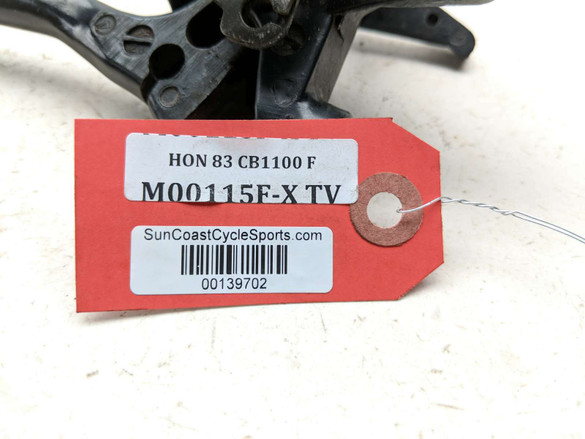 HON 83 CB1100 F
M00115F-X TV
SunCoastCycleSports.com
00139702